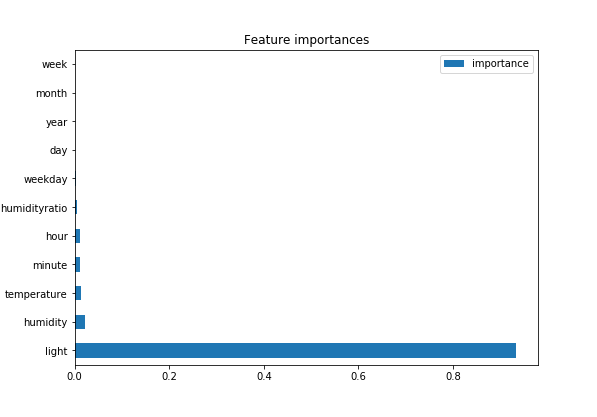 Feature importances
importance
week
month
year
day
weekday
humidityratio
hour
minute
temperature
humidity
light
0.0 0.2 0.4 0.6 0.8